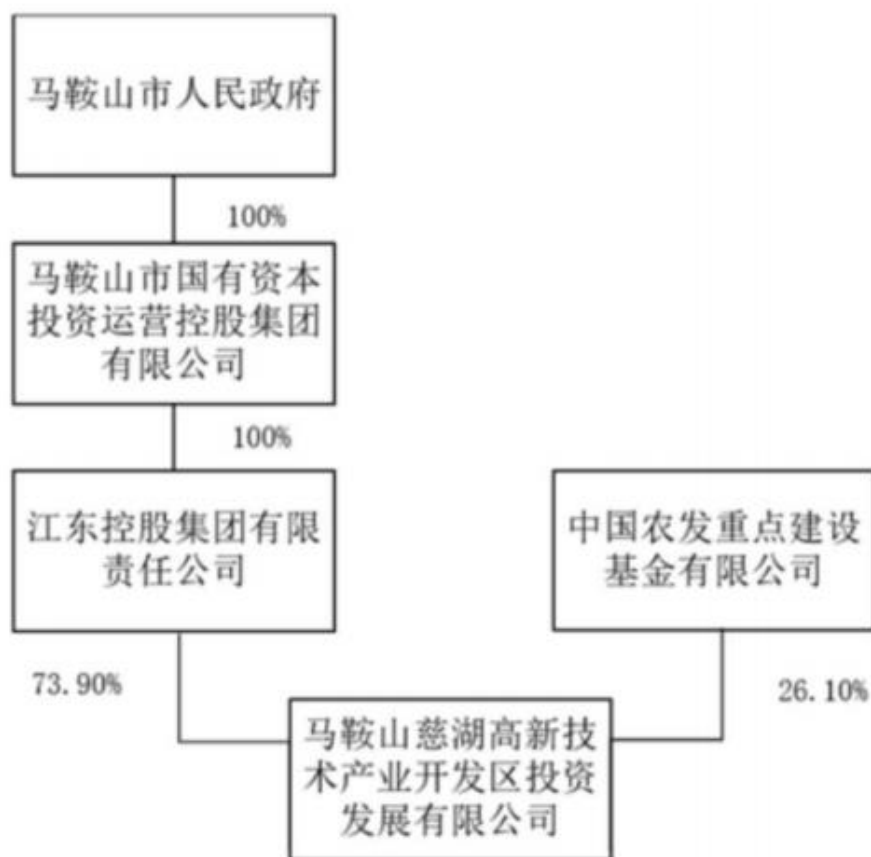 马鞍山市人民政府
100%
马鞍山市国有资本
投资运营控股集团
有限公司
100%
江东控股集团有限
责任公司
中国农发重点建设
基金有限公司
73.90%
26.10%
马鞍山慈湖高新技
术产业开发区投资
发展有限公司